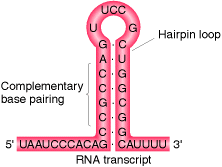 UCC
U G
Hairpin loop
G · C
A · U
C · G
C · G
G · C
C · G
C · G
Complementary
base pairing
5' UAAUCCCACAG CAUUUU 3'
RNA transcript